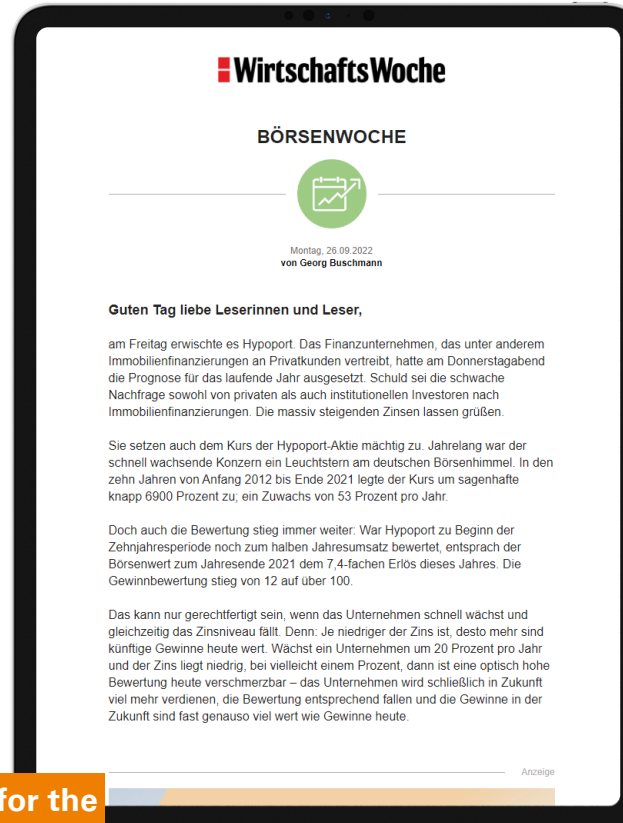 WirtschaftsWoche
BÖRSENWOCHE
Montag, 26.09.2022
von Georg Buschmann
Guten Tag liebe Leserinnen und Leser,
am Freitag erwischte es Hypoport. Das Finanzunternehmen, das unter anderem
Immobilienfinanzierungen an Privatkunden vertreibt, hatte am Donnerstagabend
die Prognose für das laufende Jahr ausgesetzt. Schuld sei die schwache
Nachfrage sowohl von privaten als auch institutionellen Investoren nach
Immobilienfinanzierungen. Die massiv steigenden Zinsen lassen grüßen.
Sie setzen auch dem Kurs der Hypoport-Aktie mächtig zu. Jahrelang war der
schnell wachsende Konzern ein Leuchtstern am deutschen Börsenhimmel. In den
zehn Jahren von Anfang 2012 bis Ende 2021 legte der Kurs um sagenhafte
knapp 6900 Prozent zu; ein Zuwachs von 53 Prozent pro Jahr.
Doch auch die Bewertung stieg immer weiter: War Hypoport zu Beginn der
Zehnjahresperiode noch zum halben Jahresumsatz bewertet, entsprach der
Börsenwert zum Jahresende 2021 dem 7,4-fachen Erlös dieses Jahres. Die
Gewinnbewertung stieg von 12 auf über 100.
Das kann nur gerechtfertigt sein, wenn das Unternehmen schnell wächst und
gleichzeitig das Zinsniveau fällt. Denn: Je niedriger der Zins ist, desto mehr sind
künftige Gewinne heute wert. Wächst ein Unternehmen um 20 Prozent pro Jahr
und der Zins liegt niedrig, bei vielleicht einem Prozent, dann ist eine optisch hohe
Bewertung heute verschmerzbar – das Unternehmen wird schließlich in Zukunft
viel mehr verdienen, die Bewertung entsprechend fallen und die Gewinne in der
Zukunft sind fast genauso viel wert wie Gewinne heute.
Anzeige
for the